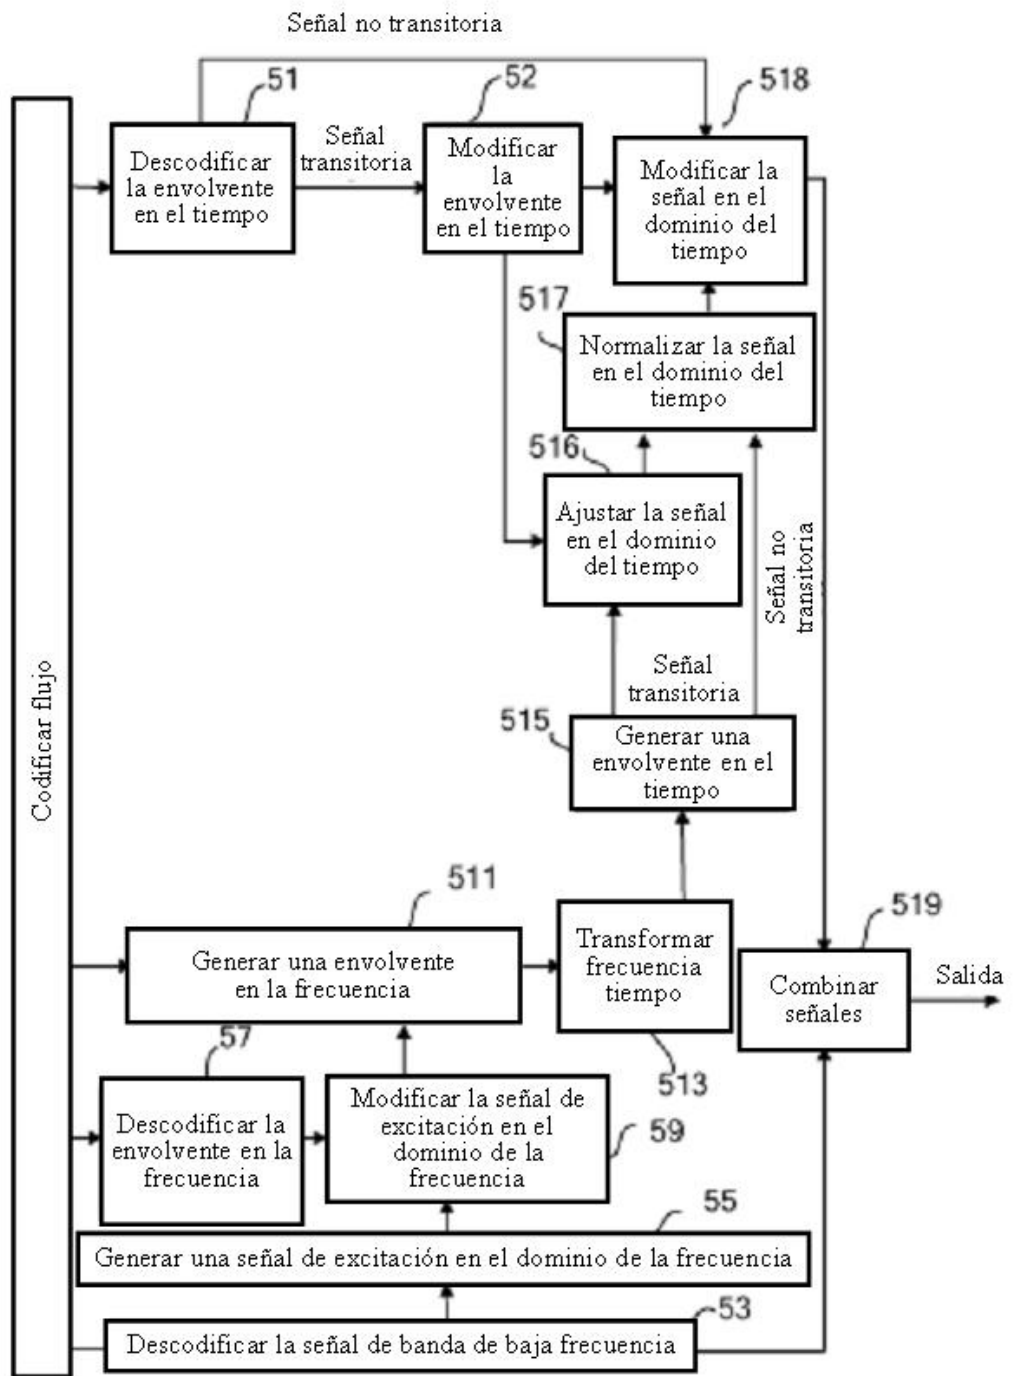 Señal no transitoria
51
52
518
Descodificar
la envolvente
en el tiempo
Señal
transitoria
Modificar
la
envolvente
en el tiempo
Modificar la
señal en el
dominio del
tiempo
517
Normalizar la señal
en el dominio del
tiempo
516
Ajustar la señal
en el dominio
del tiempo
Señal no
transitoria
Señal
transitoria
515
Generar una
envolvente en el
tiempo
Codificar flujo
511
Generar una envolvente
en la frecuencia
Transformar
frecuencia
tiempo
513
519
Combinar
señales
Salida
57
Descodificar la
envolvente en la
frecuencia
Modificar la señal de
excitación en el
dominio de la
frecuencia
59
55
Generar una señal de excitación en el dominio de la frecuencia
53
Descodificar la señal de banda de baja frecuencia